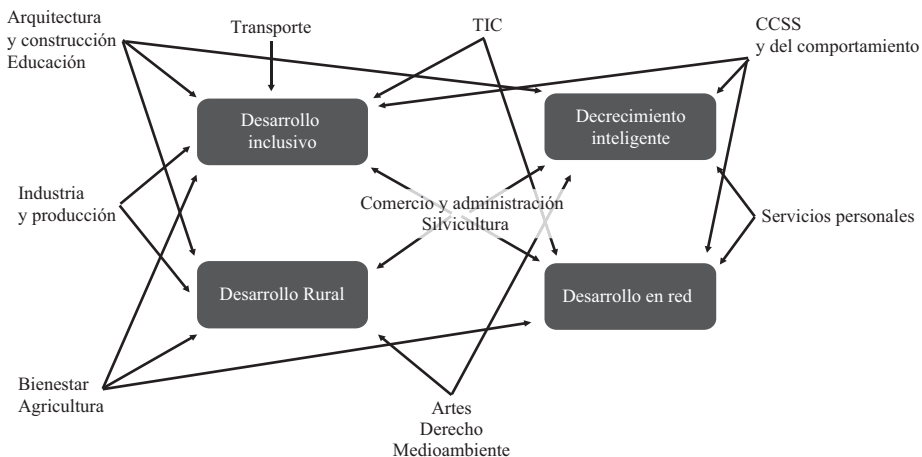 Arquitectura
y construcción
Educación
Transporte
TIC
CCSS
y del comportamiento
Desarrollo
inclusivo
Decrecimiento
inteligente
Industria
y producción
Comercio y administración
Silvicultura
Servicios personales
Desarrollo Rural
Desarrollo en red
Bienestar
Agricultura
Artes
Derecho
Medioambiente